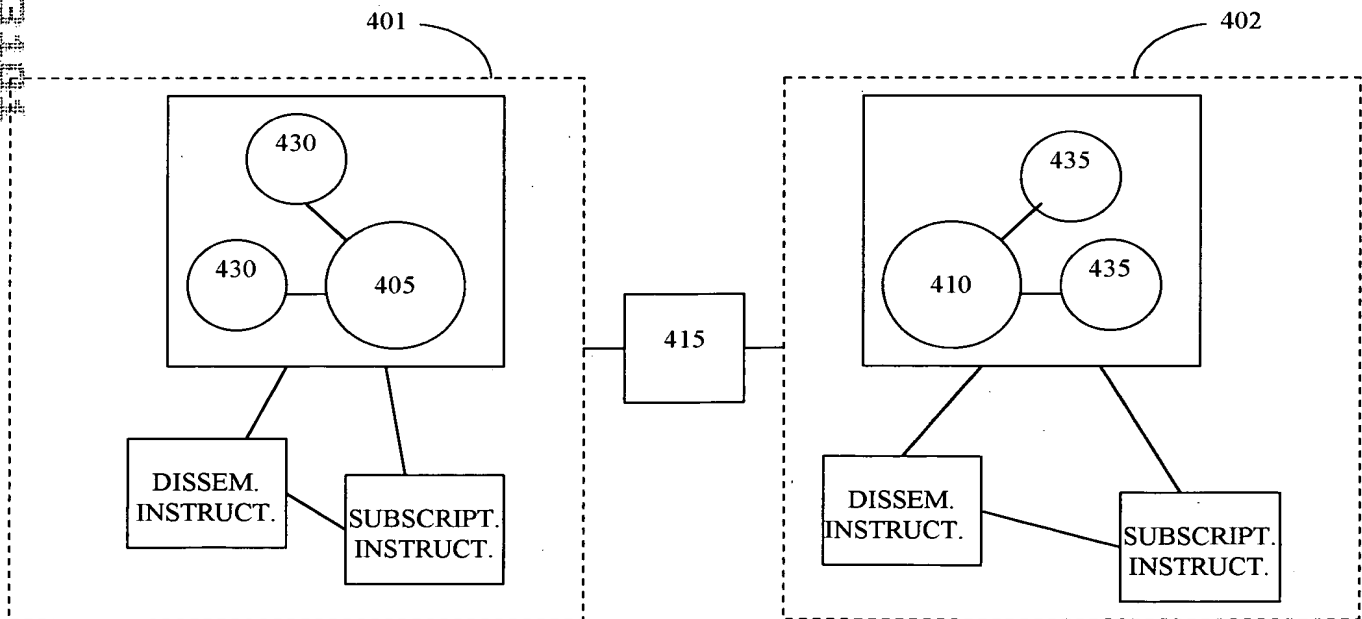 401
402
430
435
430
405
410
435
415
DISSEM.
INSTRUCT.
SUBSCRIPT.
INSTRUCT.
DISSEM.
INSTRUCT.
SUBSCRIPT.
INSTRUCT.